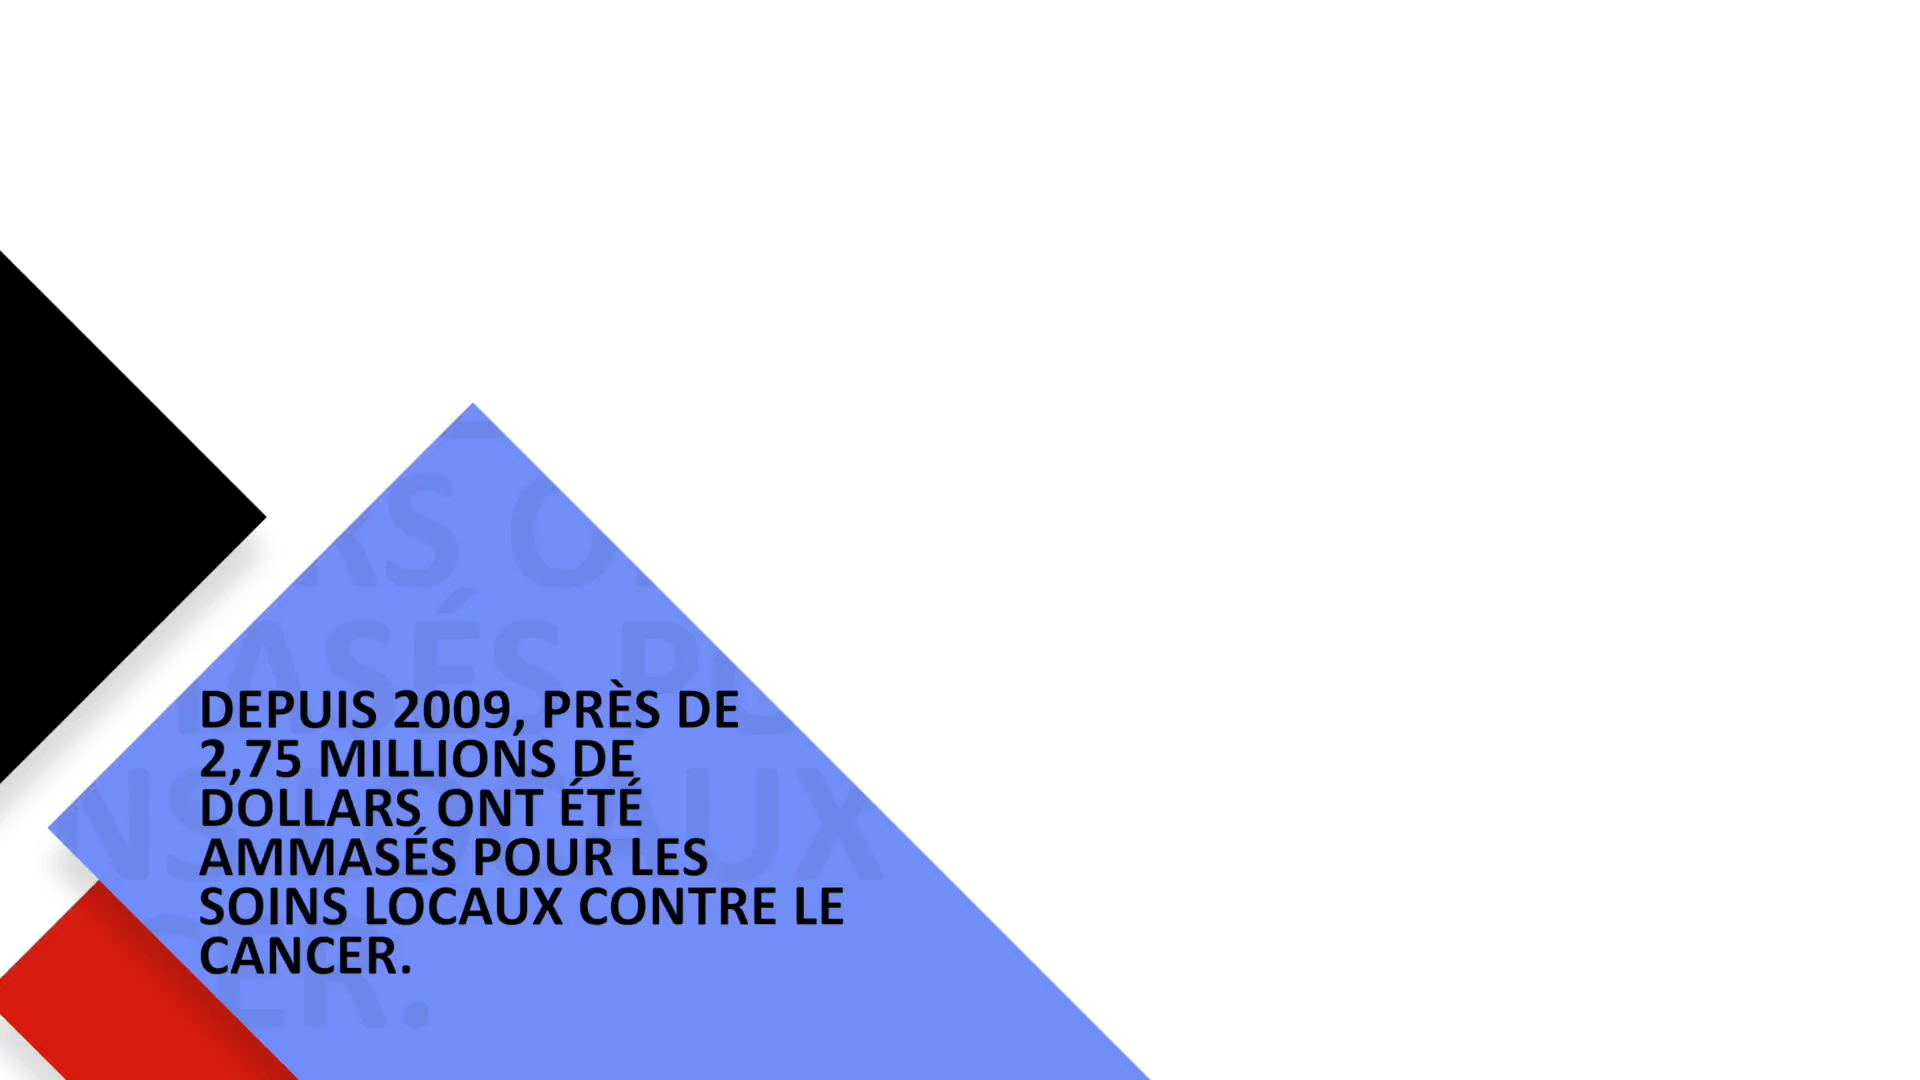 DEPUIS 2009, PRÈS DE
2,75 MILLIONS DE
DOLLARS ONT ÉTÉ
AMMASÉS POUR LES
SOINS LOCAUX CONTRE LE
CANCER.